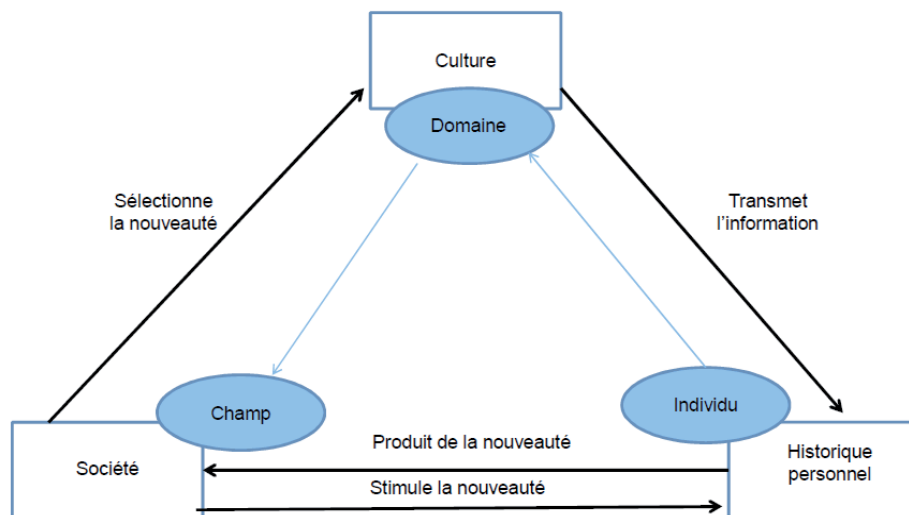 Culture
Domaine
Sélectionne
la nouveauté
Transmet
l'information
Champ
Individu
Produit de la nouveauté
Société
Historique
personnel
Stimule la nouveauté